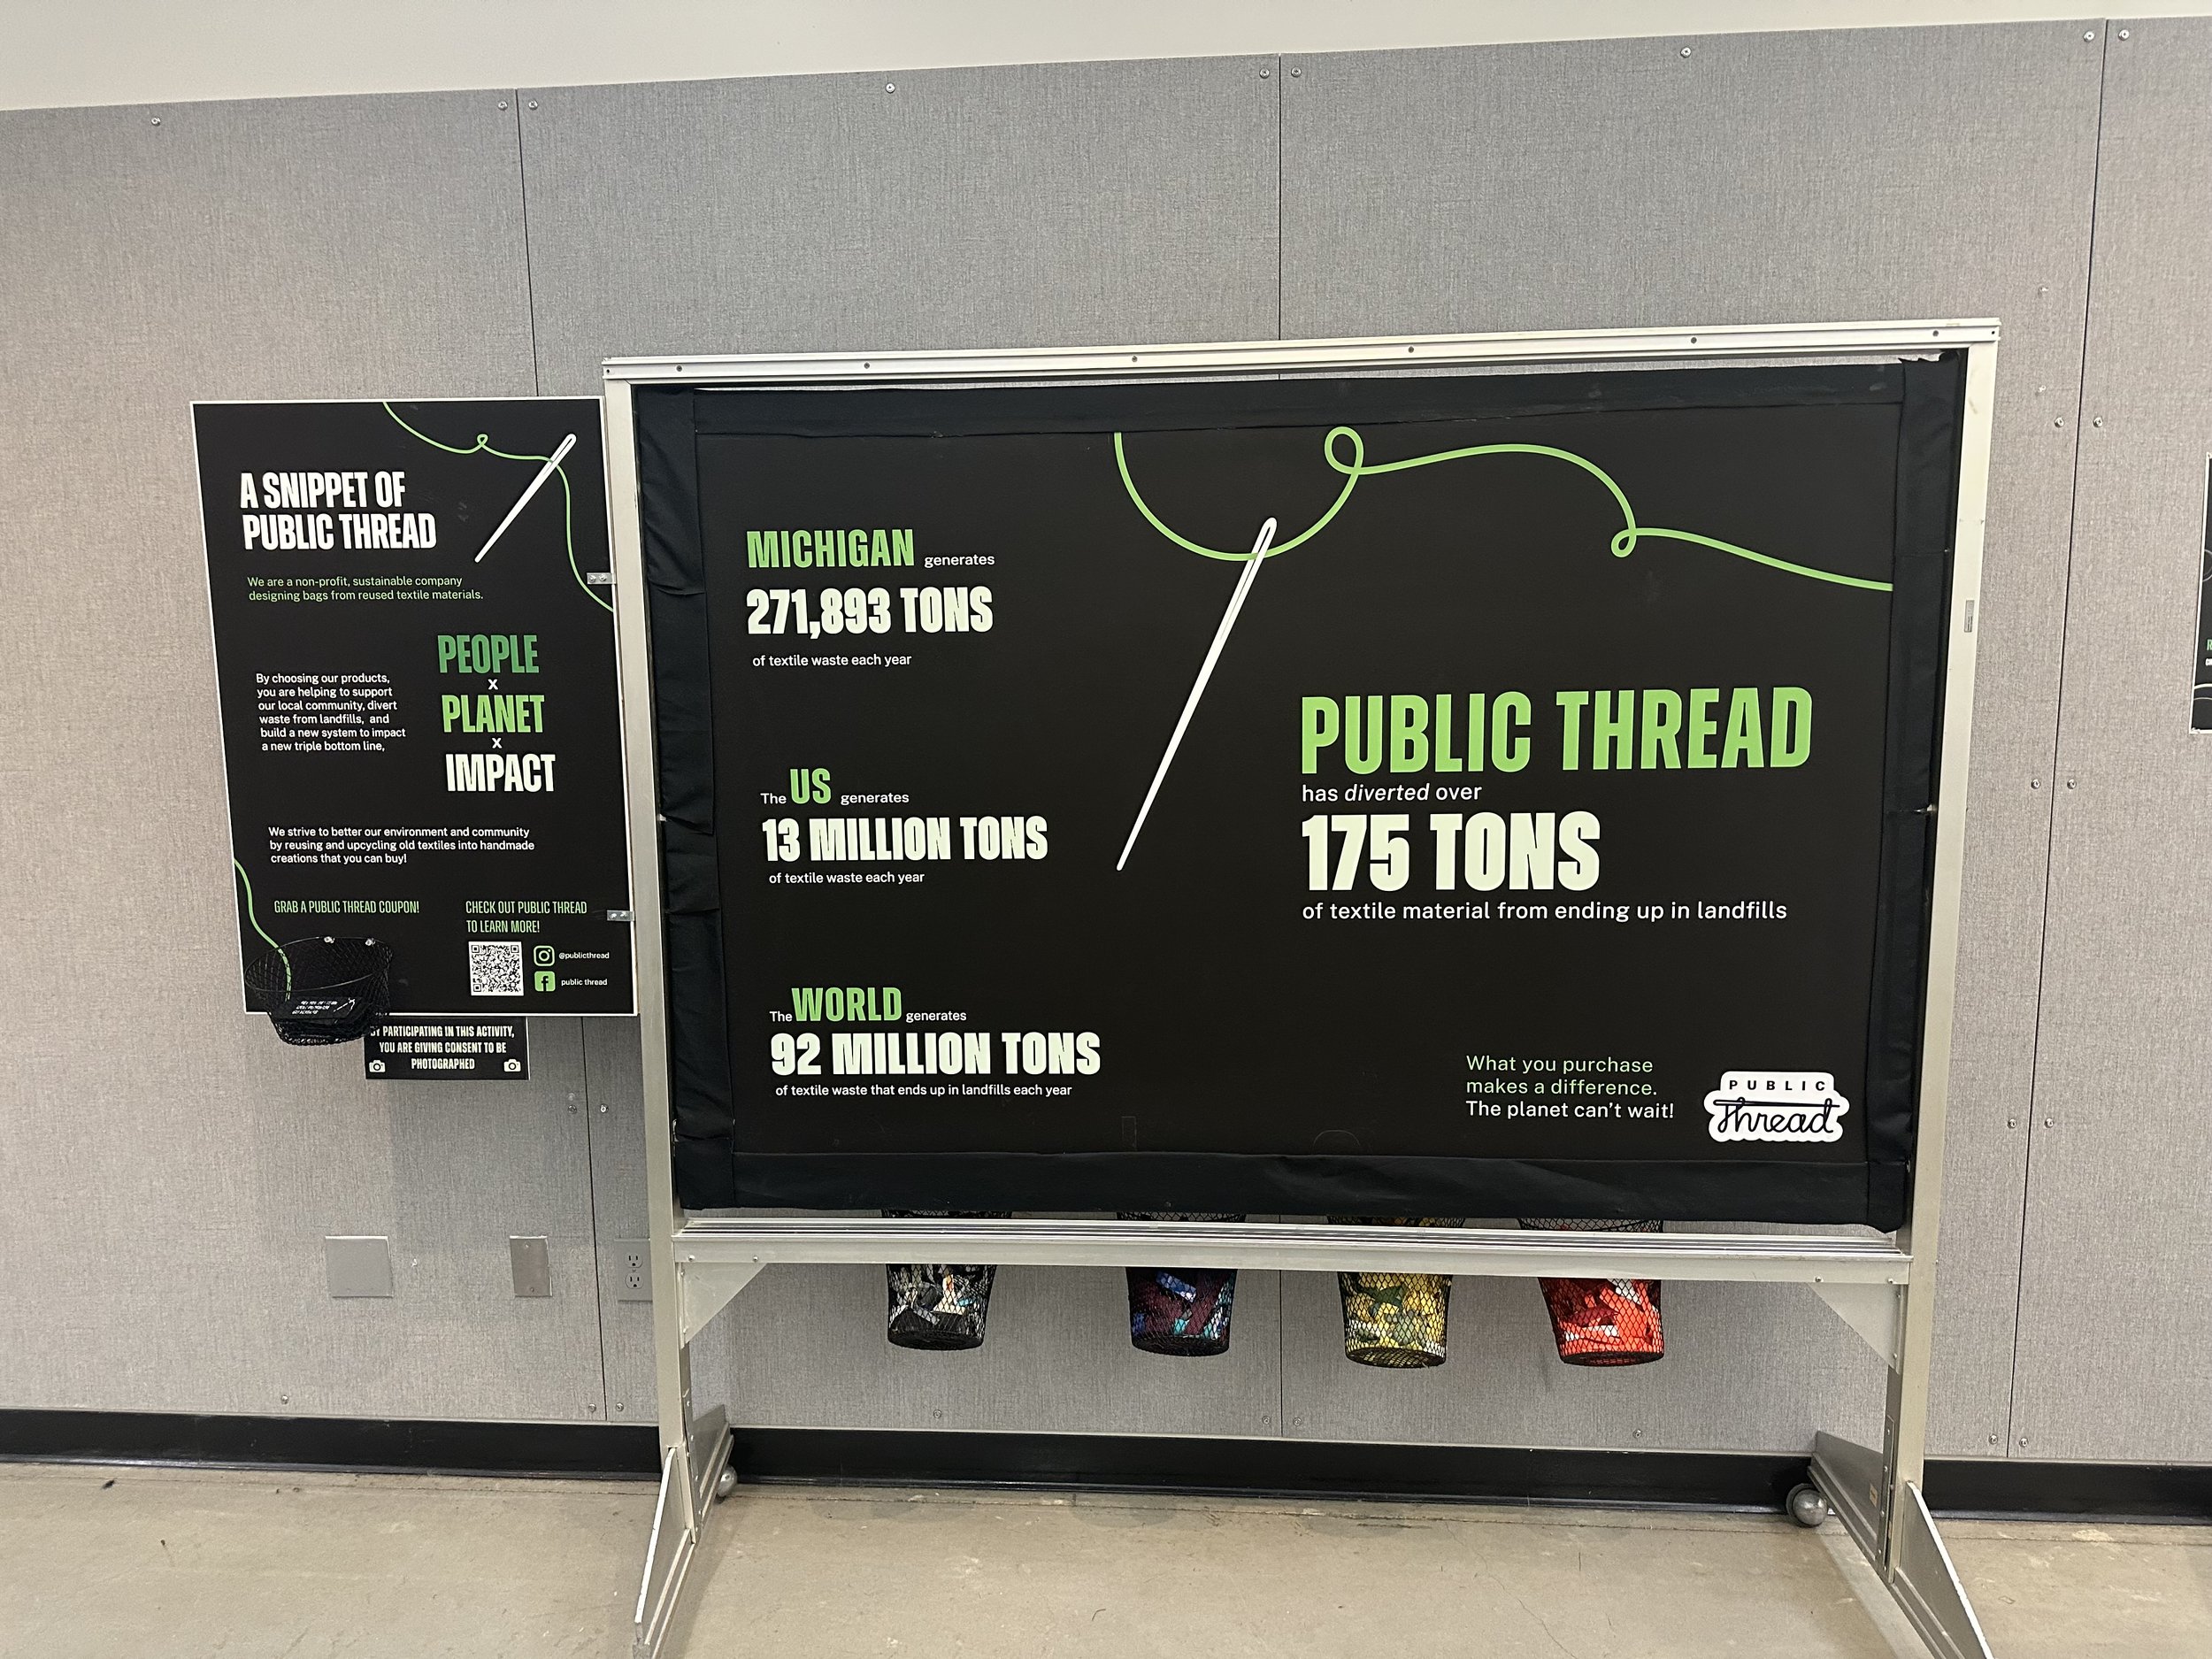 A SNIPPET OF
PUBLIC THREAD
We are a non-profit, sustainable company
designing bags from reused textile materials.
By choosing our products,
you are helping to support
our local community, divert
waste from landfills, and
build a new system to impact
a new triple bottom line,
PEOPLE
x
PLANET
x
IMPACT
We strive to better our environment and community
by reusing and upcycling old textiles into handmade
creations that you can buy!
GRAB A PUBLIC THREAD COUPON!
CHECK OUT PUBLIC THREAD
TO LEARN MORE!
@publicthread
public thread
BY PARTICIPATING IN THIS ACTIVITY,
YOU ARE GIVING CONSENT TO BE
PHOTOGRAPHED
MICHIGAN generates
271,893 TONS
of textile waste each year
The US generates
13 MILLION TONS
of textile waste each year
The WORLD generates
92 MILLION TONS
of textile waste that ends up in landfills each year
PUBLIC THREAD
has diverted over
175 TONS
of textile material from ending up in landfills
What you purchase
makes a difference.
The planet can't wait!
PUBLIC
Thread